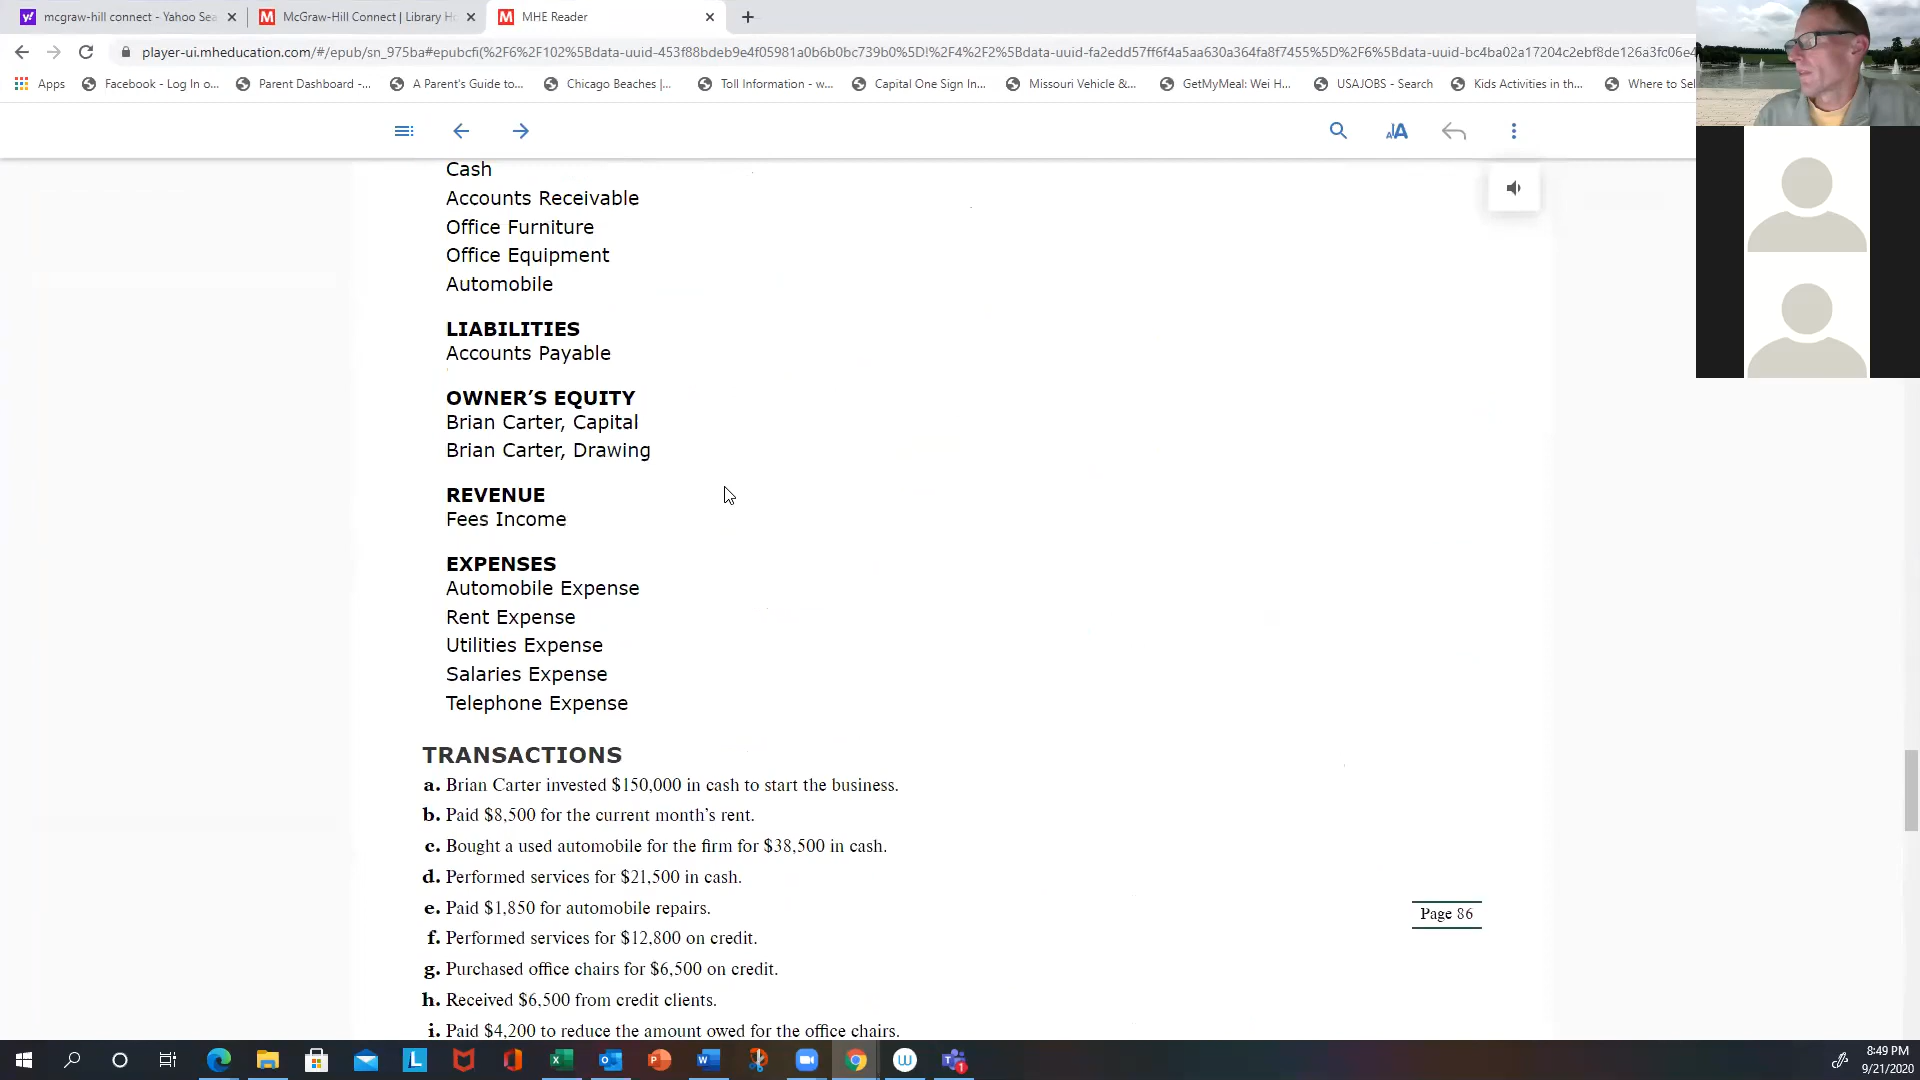 mcgraw-hill connect - Yahoo Sea
McGraw-Hill Connect | Library Ho
MHE Reader
player-ui.mheducation.com/#/epub/sn_975ba#epubcfi(%2F6%2F102%5Bdata-uuid-453f88bdeb9e4f05981a0b6b0bc739b0%5D!%2F4%2F2%5Bdata-uuid-fa2edd57ff6f4a5aa630a364fa8f7455%5D%2F6%5Bdata-uuid-bc4ba02a17204c2ebf8de126a3fc06e4
Apps
Facebook - Log In o...
Parent Dashboard -...
A Parent's Guide to...
Chicago Beaches |...
Toll Information - w...
Capital One Sign In...
Missouri Vehicle &...
GetMyMeal: Wei H...
USAJOBS - Search
Kids Activities in th...
Where to Sel
Cash
Accounts Receivable
Office Furniture
Office Equipment
Automobile
LIABILITIES
Accounts Payable
OWNER’S EQUITY
Brian Carter, Capital
Brian Carter, Drawing
REVENUE
Fees Income
EXPENSES
Automobile Expense
Rent Expense
Utilities Expense
Salaries Expense
Telephone Expense
TRANSACTIONS
a. Brian Carter invested $150,000 in cash to start the business.
b. Paid $8,500 for the current month’s rent.
c. Bought a used automobile for the firm for $38,500 in cash.
d. Performed services for $21,500 in cash.
e. Paid $1,850 for automobile repairs.
Page 86
f. Performed services for $12,800 on credit.
g. Purchased office chairs for $6,500 on credit.
h. Received $6,500 from credit clients.
i. Paid $4,200 to reduce the amount owed for the office chairs.
8:49 PM
9/21/2020